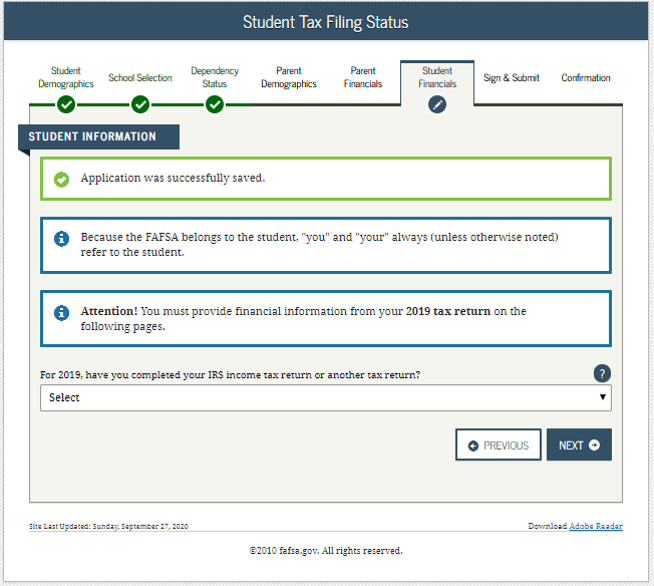 Student Tax Filing Status
Student
Demographics
School Selection
Dependency
Status
Parent
Demographics
Parent
Financials
Student
Financials
Sign & Submit
Confirmation
STUDENT INFORMATION
Application was successfully saved.
Because the FAFSA belongs to the student, "you" and "your" always (unless otherwise noted)
refer to the student.
Attention! You must provide financial information from your 2019 tax return on the
following pages.
For 2019, have you completed your IRS income tax return or another tax return?
?
Select
PREVIOUS
NEXT
Site Last Updated: Sunday, September 27, 2020
Download Adobe Reader
©2010 fafsa.gov. All rights reserved.